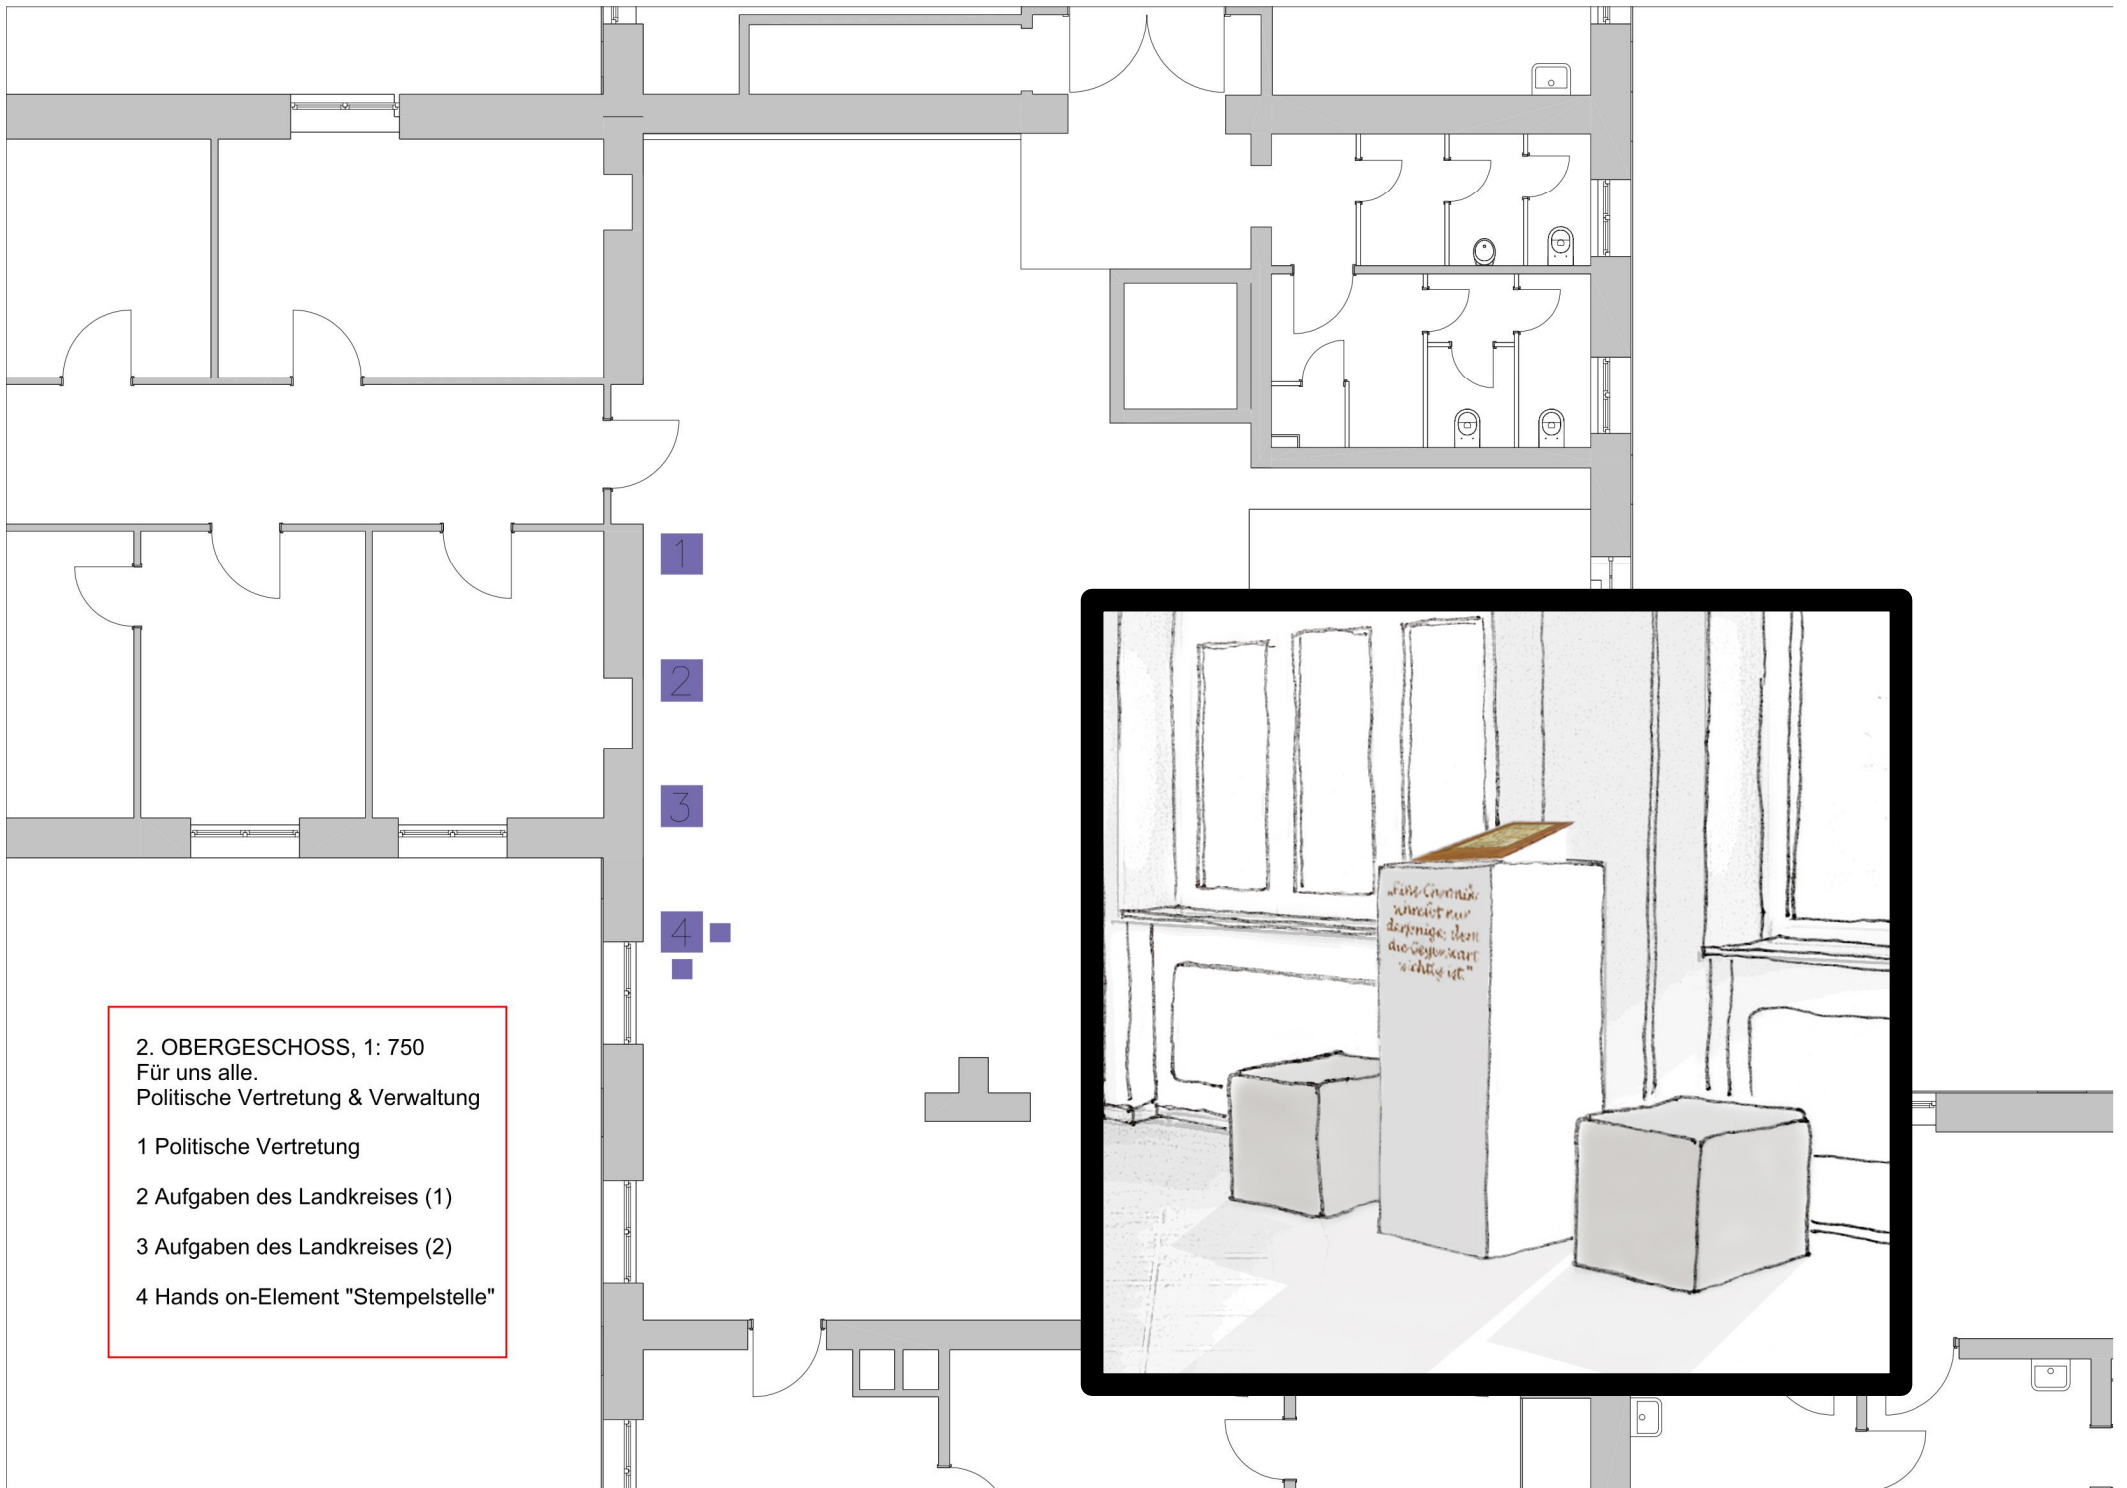 1
2
3
4
2. OBERGESCHOSS, 1: 750
Für uns alle.
Politische Vertretung & Verwaltung
1 Politische Vertretung
2 Aufgaben des Landkreises (1)
3 Aufgaben des Landkreises (2)
4 Hands on-Element "Stempelstelle"
„Eine Chronik
schreibt nur
derjenige, dem
die Gegenwart
wichtig ist."